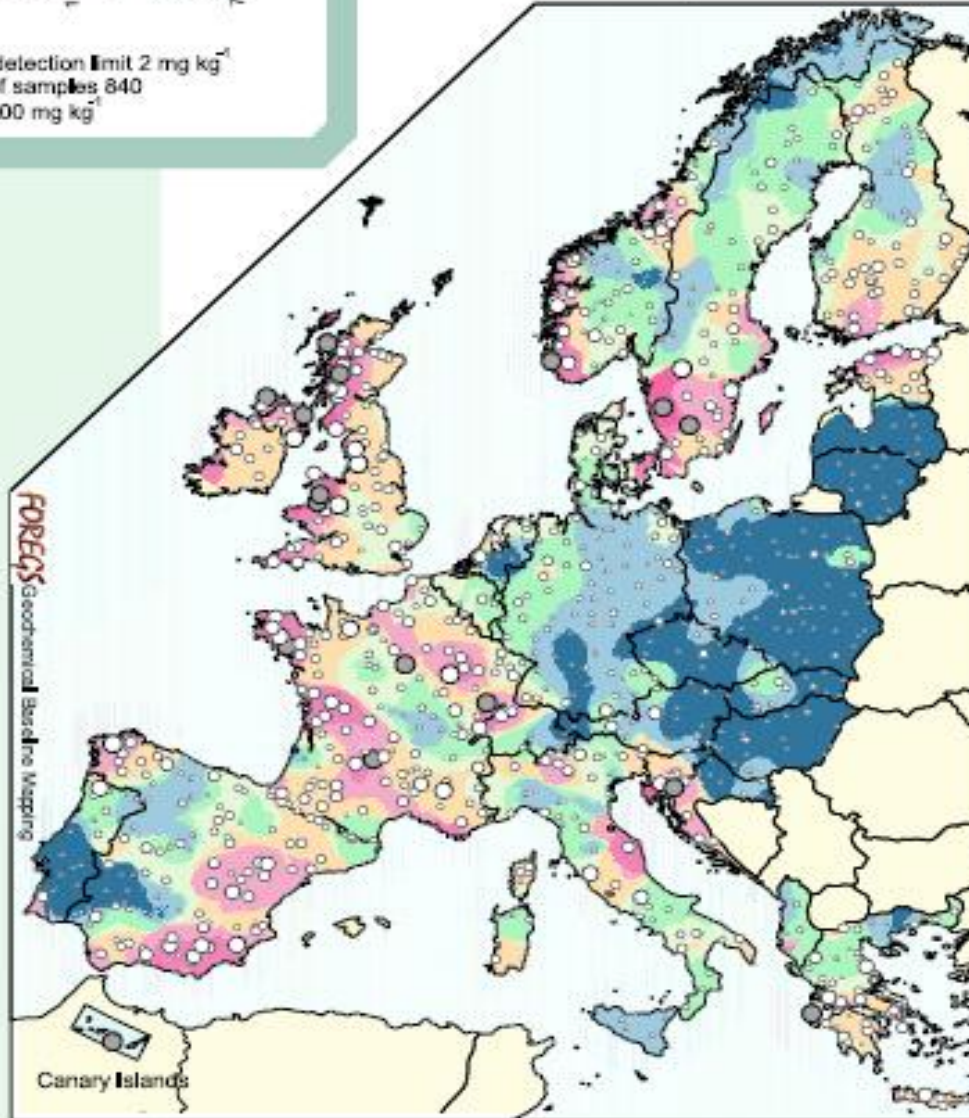 detection limit 2 mg kg⁻¹
f samples 840
00 mg kg⁻¹
FOREGS Geochemical Baseline Mapping
Canary Islands